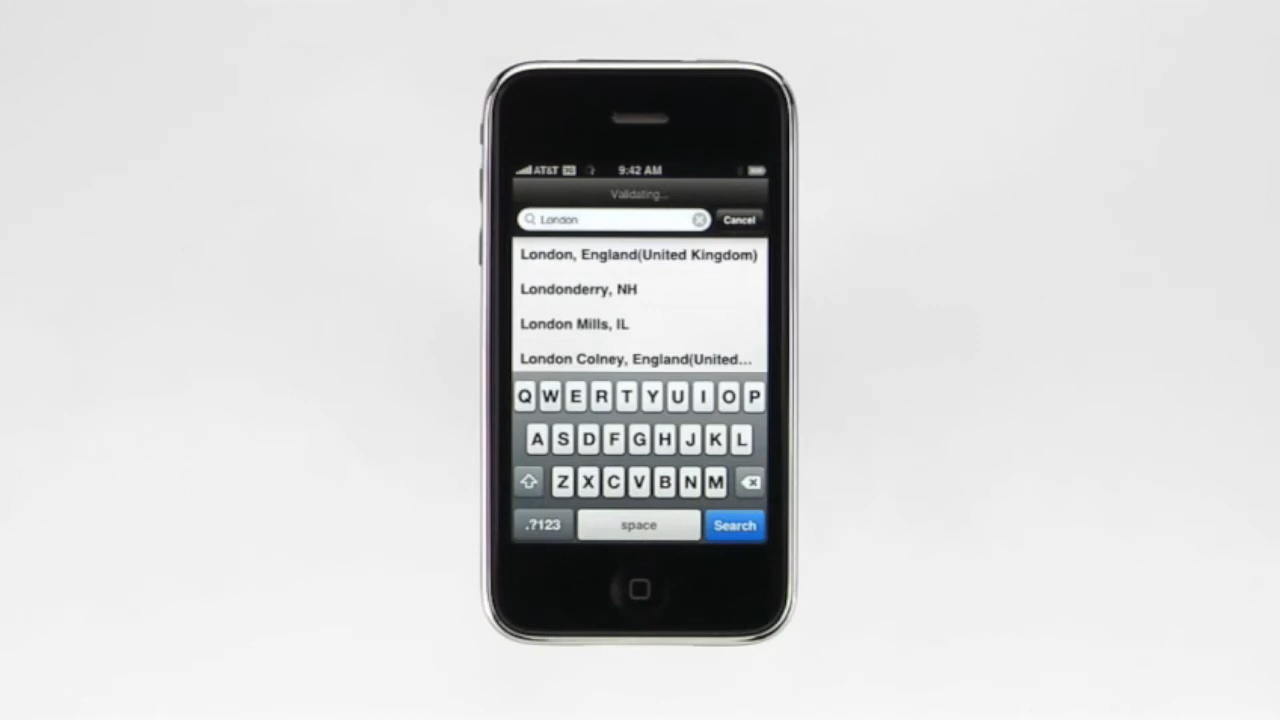 AT&T 3G 9:42 AM
Validating...
London Cancel
London, England(United Kingdom)
Londonderry, NH
London Mills, IL
London Colney, England(United...
Q W E R T Y U I O P
A S D F G H J K L
Z X C V B N M
.?123 space Search